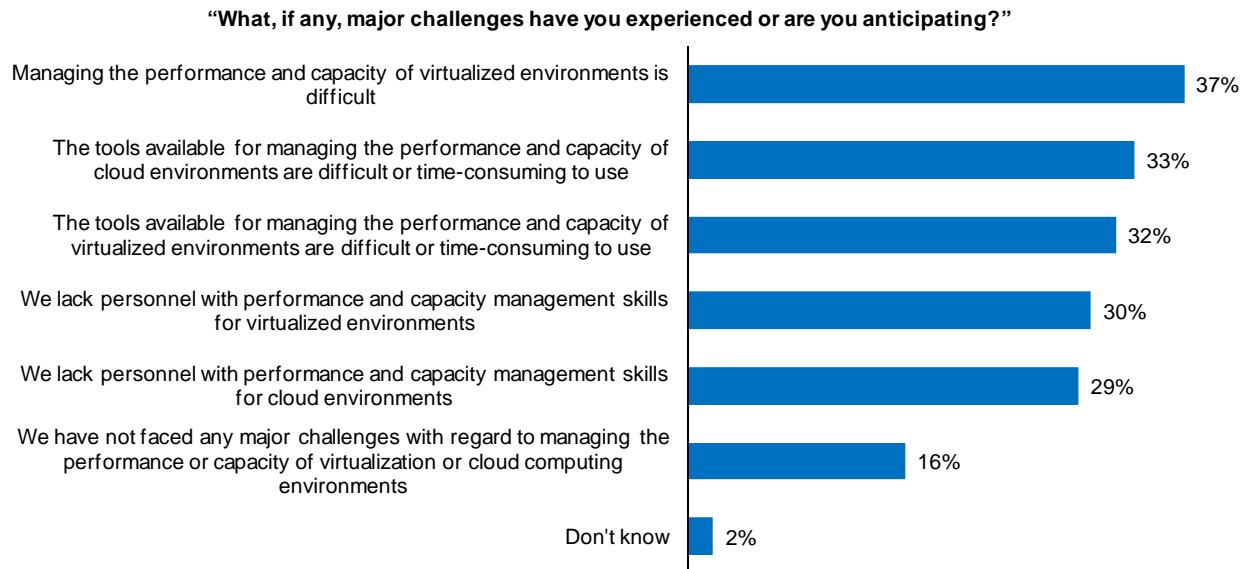 “What, if any, major challenges have you experienced or are you anticipating?”
Managing the performance and capacity of virtualized environments is
difficult
37%
The tools available for managing the performance and capacity of
cloud environments are difficult or time-consuming to use
33%
The tools available for managing the performance and capacity of
virtualized environments are difficult or time-consuming to use
32%
We lack personnel with performance and capacity management skills
for virtualized environments
30%
We lack personnel with performance and capacity management skills
for cloud environments
29%
We have not faced any major challenges with regard to managing the
performance or capacity of virtualization or cloud computing
environments
16%
Don't know
2%